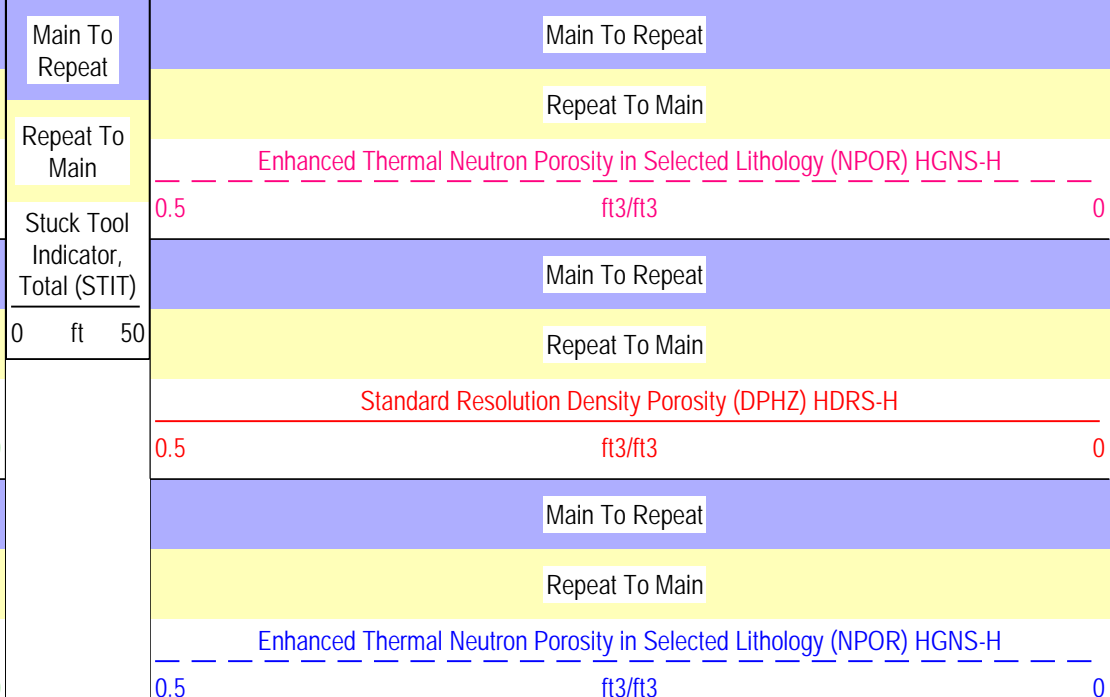 Main To
Repeat
Repeat To
Main
Stuck Tool
Indicator,
Total (STIT)
0 ft 50
Main To Repeat
Repeat To Main
Enhanced Thermal Neutron Porosity in Selected Lithology (NPOR) HGNS-H
0.5 ft3/ft3 0
Main To Repeat
Repeat To Main
Standard Resolution Density Porosity (DPHZ) HDRS-H
0.5 ft3/ft3 0
Main To Repeat
Repeat To Main
Enhanced Thermal Neutron Porosity in Selected Lithology (NPOR) HGNS-H
0.5 ft3/ft3 0